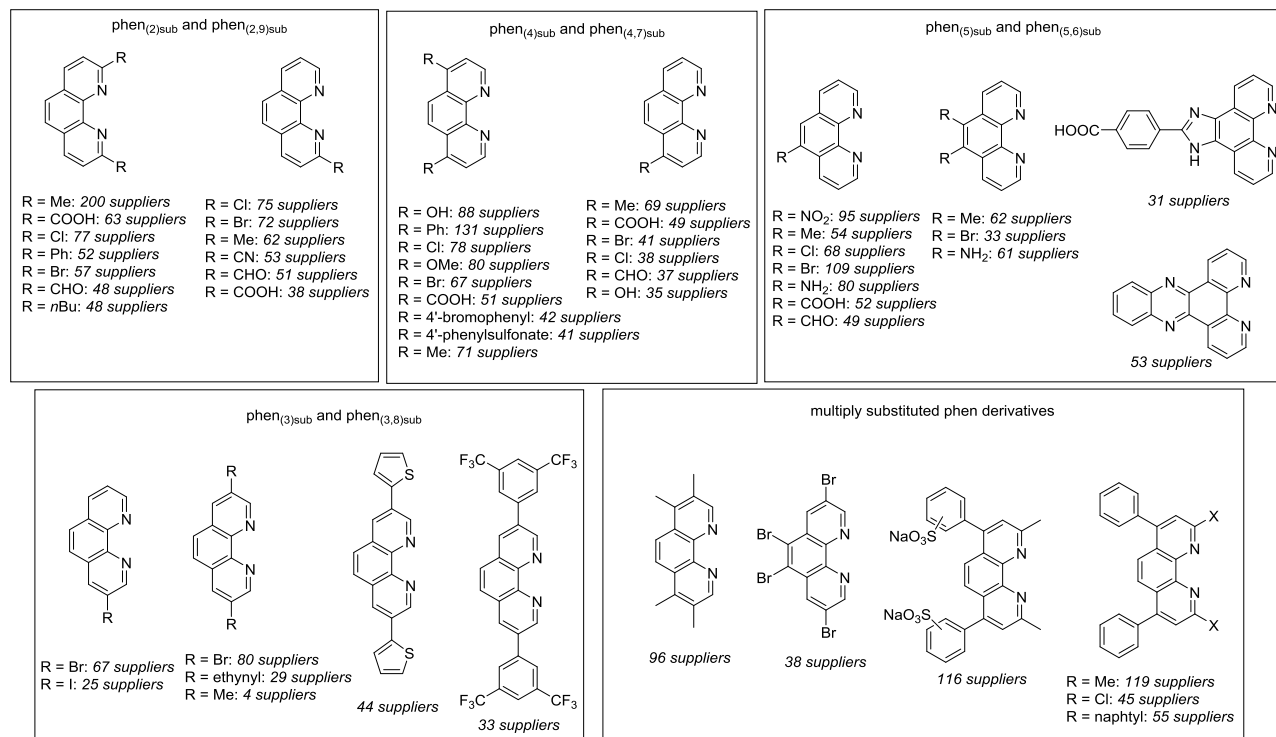 phen(2)sub and phen(2,9)sub
R
N
N
R
N
N
R
R = Me: 200 suppliers
R = COOH: 63 suppliers
R = Cl: 77 suppliers
R = Ph: 52 suppliers
R = Br: 57 suppliers
R = CHO: 48 suppliers
R = nBu: 48 suppliers
R = Cl: 75 suppliers
R = Br: 72 suppliers
R = Me: 62 suppliers
R = CN: 53 suppliers
R = CHO: 51 suppliers
R = COOH: 38 suppliers
phen(4)sub and phen(4,7)sub
R
N
N
R
N
N
R
R = OH: 88 suppliers
R = Ph: 131 suppliers
R = Cl: 78 suppliers
R = OMe: 80 suppliers
R = Br: 67 suppliers
R = COOH: 51 suppliers
R = 4'-bromophenyl: 42 suppliers
R = 4'-phenylsulfonate: 41 suppliers
R = Me: 71 suppliers
R = Me: 69 suppliers
R = COOH: 49 suppliers
R = Br: 41 suppliers
R = Cl: 38 suppliers
R = CHO: 37 suppliers
R = OH: 35 suppliers
phen(5)sub and phen(5,6)sub
N
N
R
R
R
N
N
HOOC
N
N
H
N
N
R = NO2: 95 suppliers
R = Me: 54 suppliers
R = Cl: 68 suppliers
R = Br: 109 suppliers
R = NH2: 80 suppliers
R = COOH: 52 suppliers
R = CHO: 49 suppliers
R = Me: 62 suppliers
R = Br: 33 suppliers
R = NH2: 61 suppliers
31 suppliers
N
N
N
N
53 suppliers
phen(3)sub and phen(3,8)sub
N
N
R
R
N
N
R
S
N
N
S
F3C
CF3
N
N
F3C
CF3
R = Br: 67 suppliers
R = I: 25 suppliers
R = Br: 80 suppliers
R = ethynyl: 29 suppliers
R = Me: 4 suppliers
44 suppliers
33 suppliers
multiply substituted phen derivatives
N
N
96 suppliers
Br
Br
Br
N
N
Br
38 suppliers
NaO3S
N
N
NaO3S
116 suppliers
X
N
N
X
R = Me: 119 suppliers
R = Cl: 45 suppliers
R = naphtyl: 55 suppliers